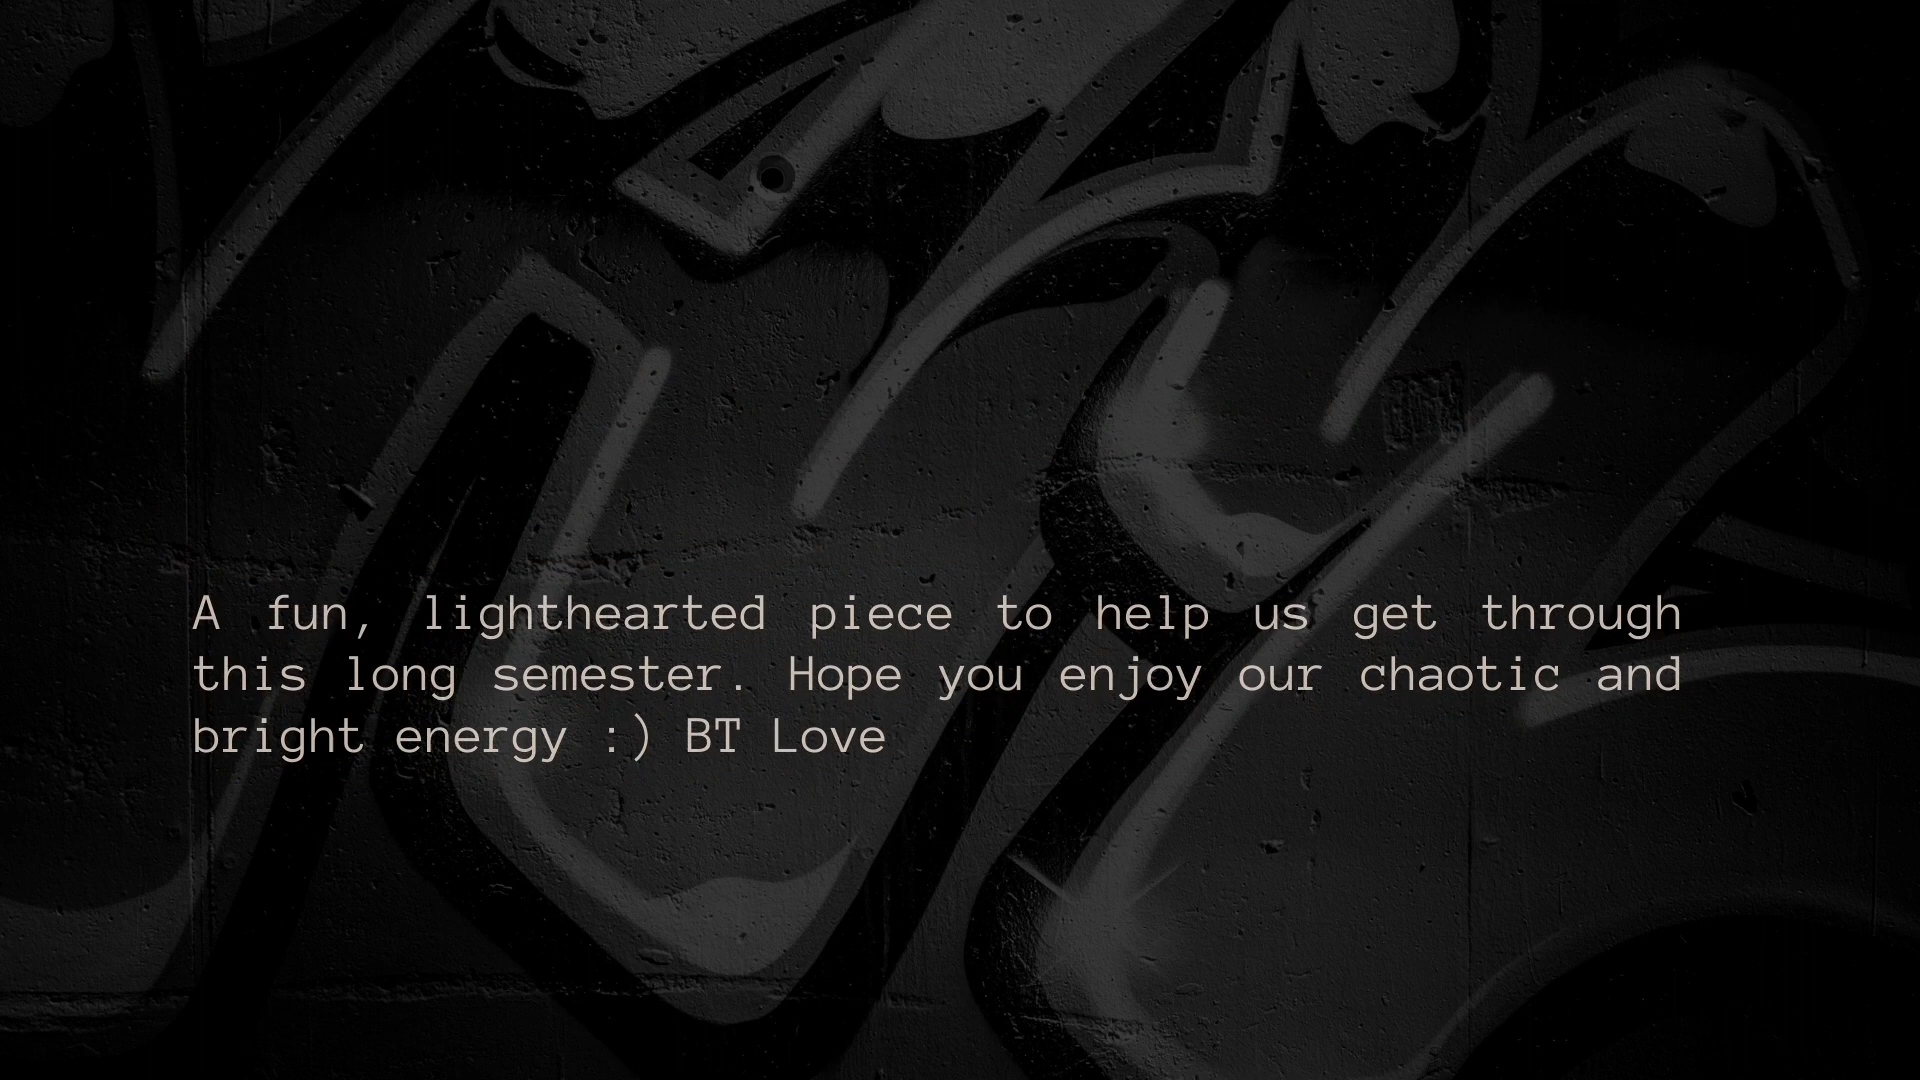 A fun, lighthearted piece to help us get through
this long semester. Hope you enjoy our chaotic and
bright energy :) BT Love